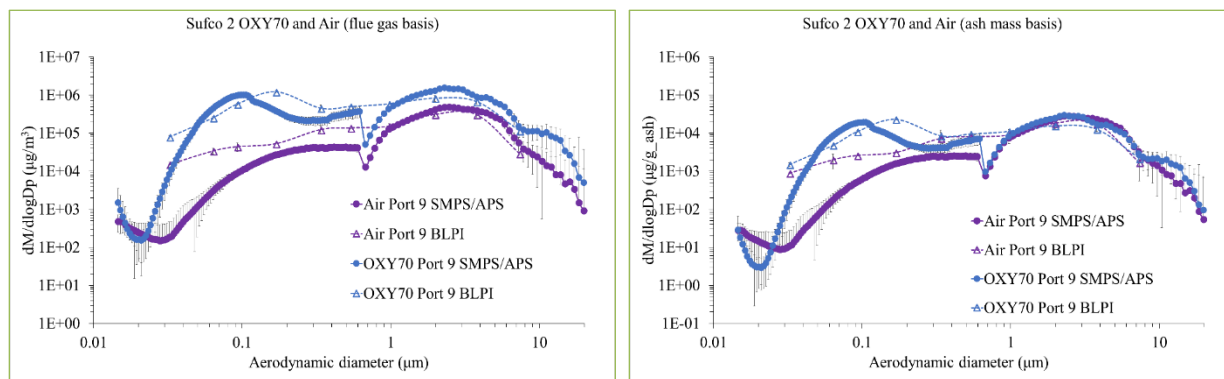 Sufco 2 OXY70 and Air (flue gas basis)
dM/dlogDp (μg/m³)
1E+07
1E+06
1E+05
1E+04
1E+03
1E+02
1E+01
1E+00
0.01
0.1
1
10
Aerodynamic diameter (μm)
Air Port 9 SMPS/APS
Air Port 9 BLPI
OXY70 Port 9 SMPS/APS
OXY70 Port 9 BLPI
Sufco 2 OXY70 and Air (ash mass basis)
dM/dlogDp (μg/g_ash)
1E+06
1E+05
1E+04
1E+03
1E+02
1E+01
1E+00
1E-01
0.01
0.1
1
10
Aerodynamic diameter (μm)
Air Port 9 SMPS/APS
Air Port 9 BLPI
OXY70 Port 9 SMPS/APS
OXY70 Port 9 BLPI